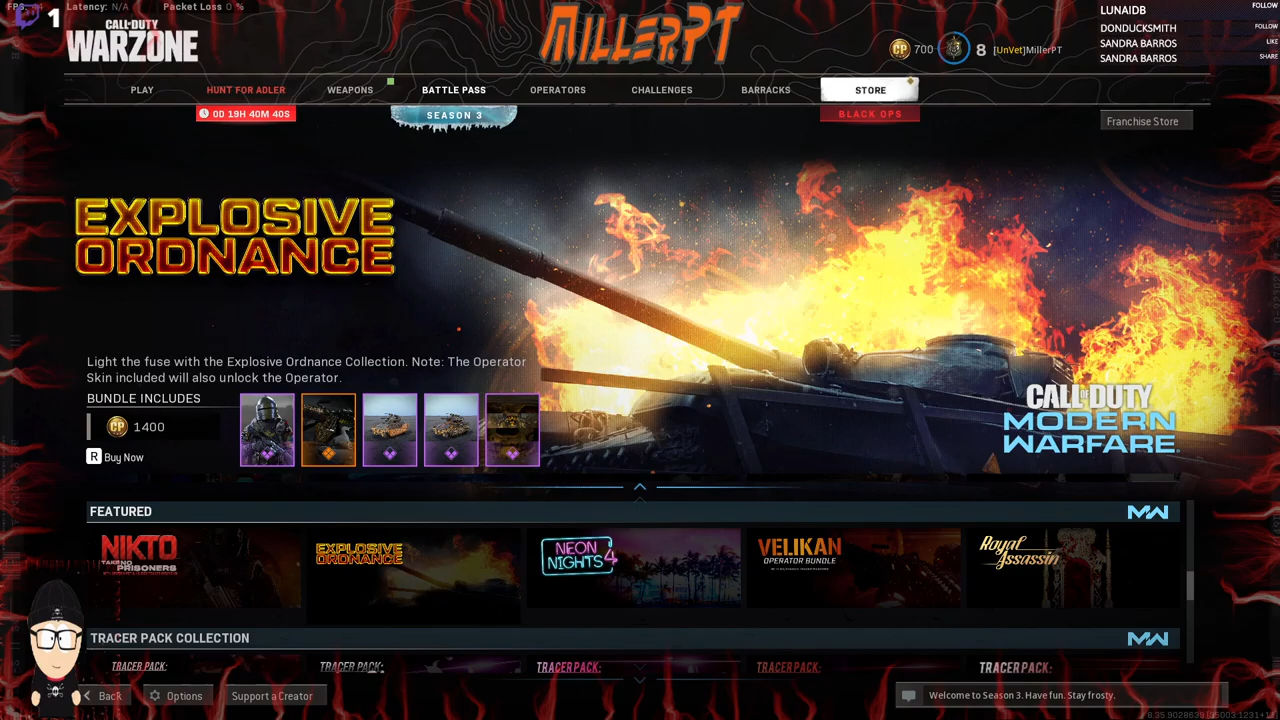 FPS:
Latency: N/A
Packet Loss 0 %
1
CALL OF DUTY
WARZONE
MILLERPT
CP 700
8
[UnVet]MillerPT
LUNAIDB
FOLLOW
DONDUCKSMITH
FOLLOW
SANDRA BARROS
LIKE
SANDRA BARROS
SHARE
PLAY
HUNT FOR ADLER
WEAPONS
BATTLE PASS
OPERATORS
CHALLENGES
BARRACKS
STORE
0D 19H 40M 40S
SEASON 3
BLACK OPS
Franchise Store
EXPLOSIVE
ORDNANCE
Light the fuse with the Explosive Ordnance Collection. Note: The Operator
Skin included will also unlock the Operator.
BUNDLE INCLUDES
CP 1400
R Buy Now
CALL OF DUTY
MODERN
WARFARE
FEATURED
MW
NIKTO
TAKE NO
PRISONERS
EXPLOSIVE
ORDNANCE
NEON
NIGHTS 4
VELIKAN
OPERATOR BUNDLE
Royal
Assassin
TRACER PACK COLLECTION
MW
TRACER PACK:
TRACER PACK:
TRACER PACK:
TRACER PACK:
TRACER PACK:
Back
Options
Support a Creator
Welcome to Season 3. Have fun. Stay frosty.